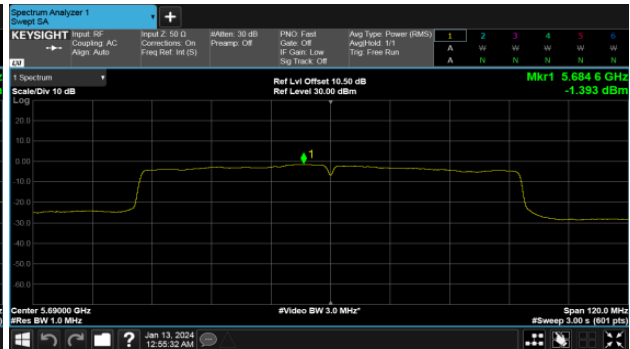 Spectrum Analyzer 1
Swept SA
+
KEYSIGHT Input: RF Input Z: 50 Ω #Atten: 30 dB PNO: Fast Avg Type: Power (RMS) 1 2 3 4 5 6
Coupling: AC Corrections: On Preamp: Off Gate: Off Avg|Hold: 1/1 A W W W W W
Align: Auto Freq Ref: Int (S) IF Gain: Low Trig: Free Run
Sig Track: Off A N N N N N
LXI
1 Spectrum Ref Lvl Offset 10.50 dB Mkr1 5.684 6 GHz
Scale/Div 10 dB Ref Level 30.00 dBm -1.393 dBm
Log
20.0
10.0
0.00
1
-10.0
-20.0
-30.0
-40.0
-50.0
-60.0
Center 5.69000 GHz #Video BW 3.0 MHz* Span 120.0 MHz
#Res BW 1.0 MHz #Sweep 3.00 s (601 pts)
? Jan 13, 2024
12:55:32 AM